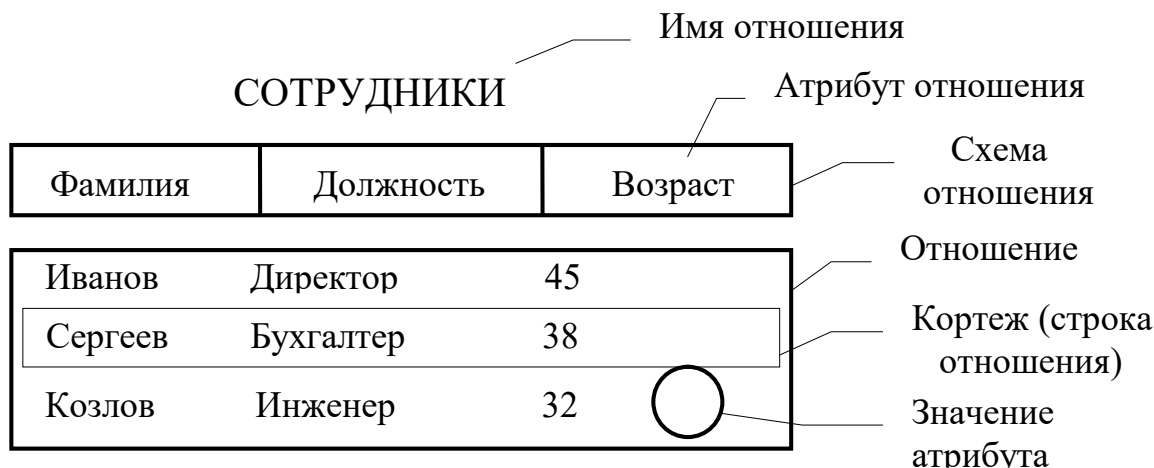 Имя отношения
СОТРУДНИКИ
Атрибут отношения
Фамилия Должность Возраст
Схема
отношения
Отношение
Иванов Директор 45
Сергеев Бухгалтер 38
Кортеж (строка
отношения)
Козлов Инженер 32
Значение
атрибута